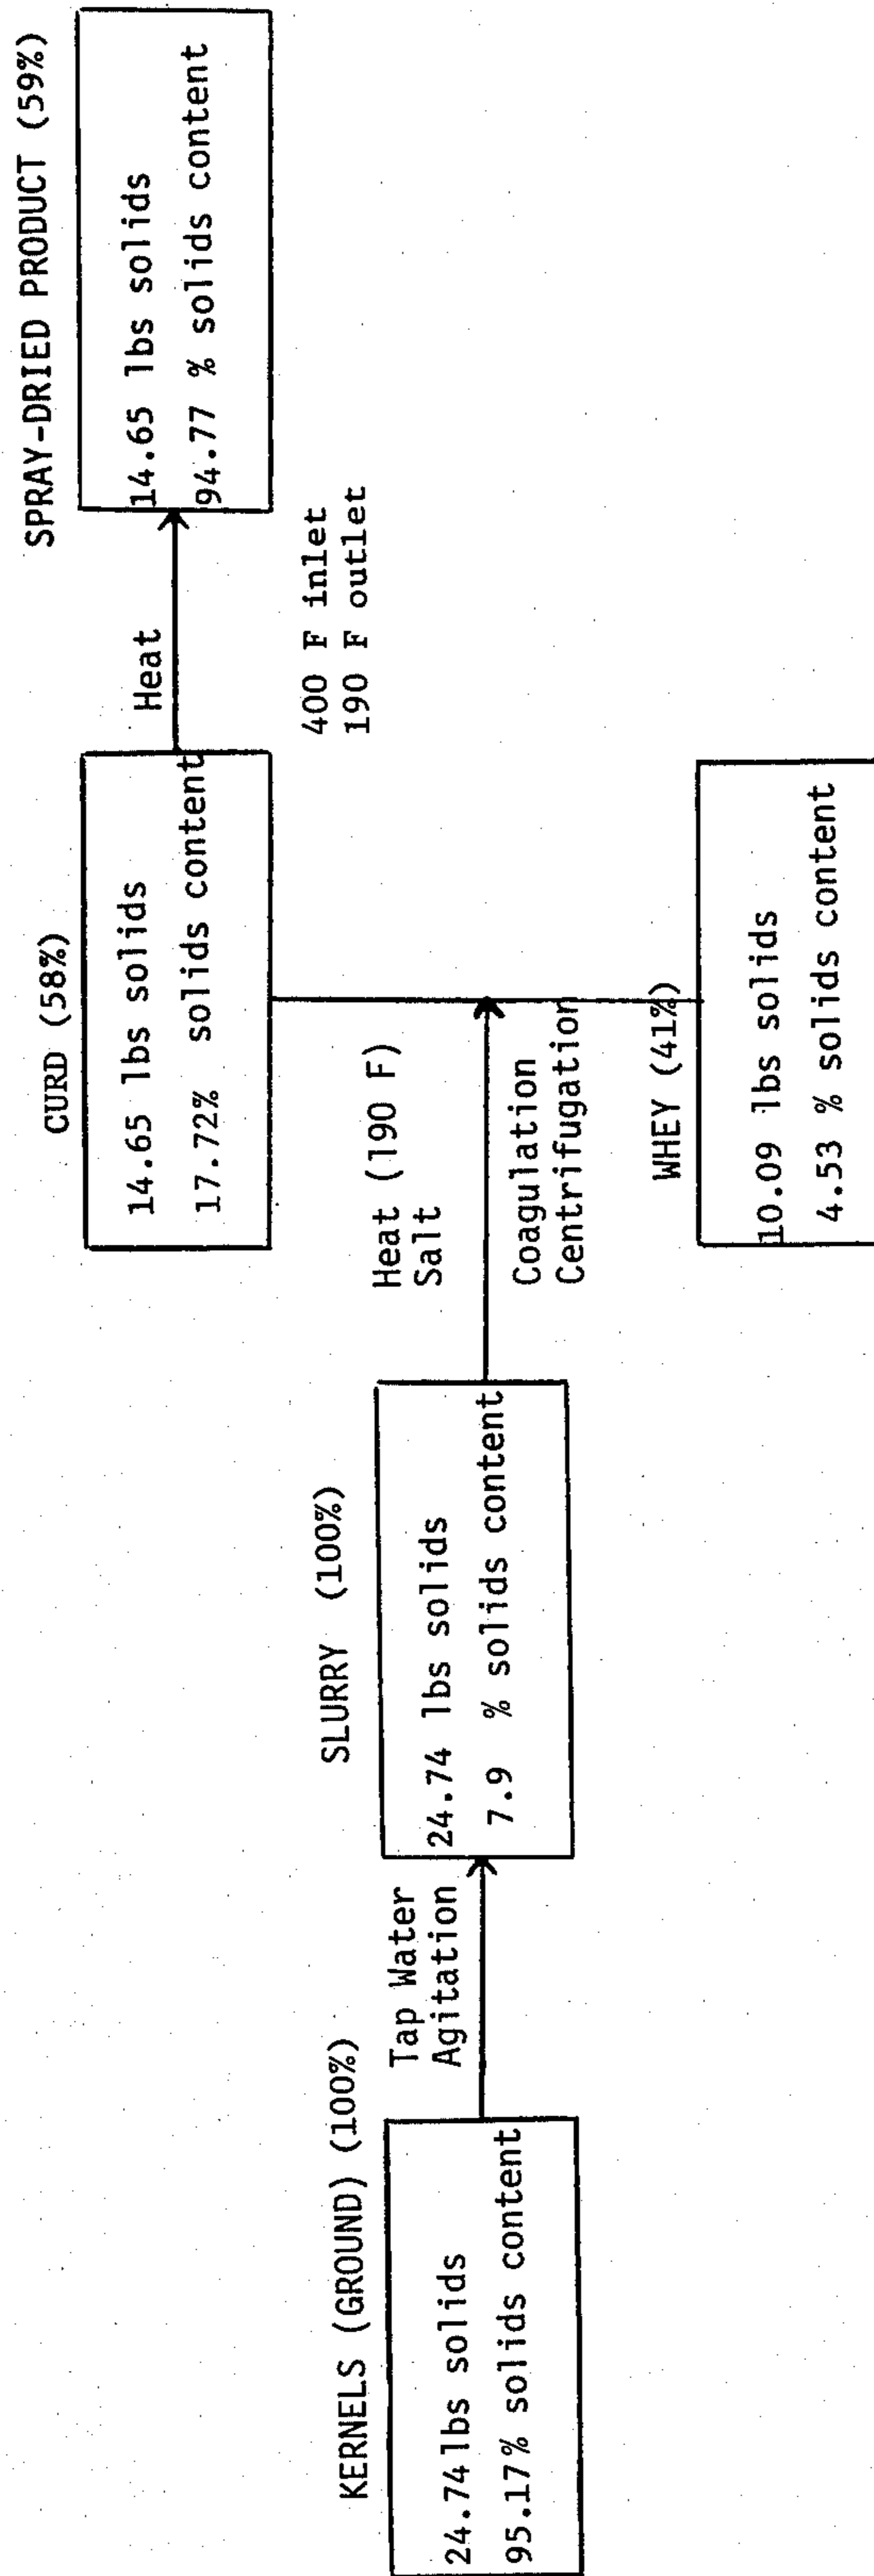 KERNELS (GROUND) (100%)
24.74 lbs solids
95.17% solids content
Tap Water
Agitation
SLURRY (100%)
24.74 lbs solids
7.9 % solids content
Heat (190 F)
Salt
Coagulation
Centrifugation
CURD (58%)
14.65 lbs solids
17.72% solids content
WHEY (41%)
10.09 lbs solids
4.53 % solids content
Heat
400 F inlet
190 F outlet
SPRAY-DRIED PRODUCT (59%)
14.65 lbs solids
94.77 % solids content